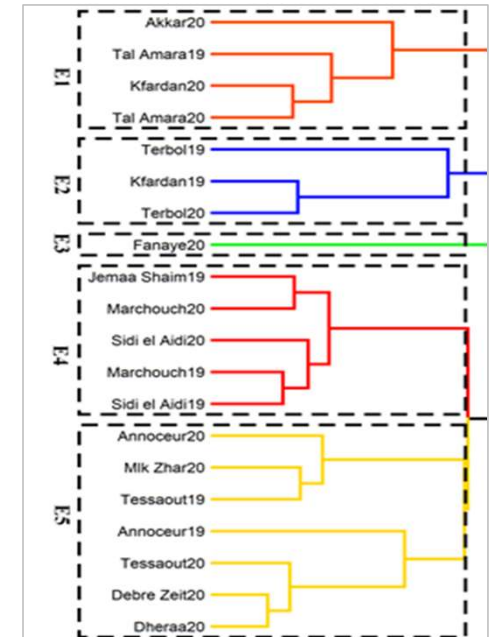 E1
Akkar20
Tal Amara19
Kfardan20
Tal Amara20
E2
Terbol19
Kfardan19
Terbol20
E3
Fanaye20
E4
Jemaa Shaim19
Marchouch20
Sidi el Aidi20
Marchouch19
Sidi el Aidi19
E5
Annoceur20
Mlk Zhar20
Tessaout19
Annoceur19
Tessaout20
Debre Zeit20
Dheraa20